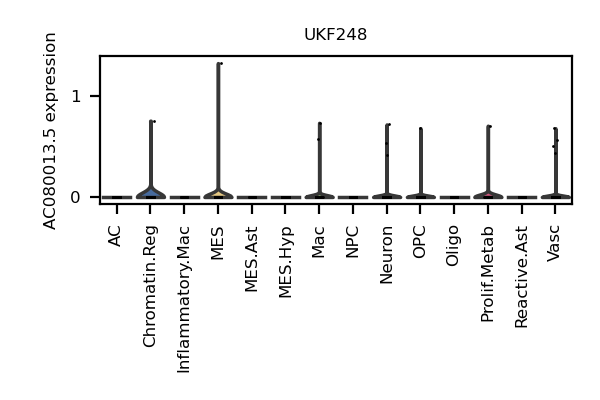 UKF248
AC080013.5 expression
1
0
AC
Chromatin.Reg
Inflammatory.Mac
MES
MES.Ast
MES.Hyp
Mac
NPC
Neuron
OPC
Oligo
Prolif.Metab
Reactive.Ast
Vasc